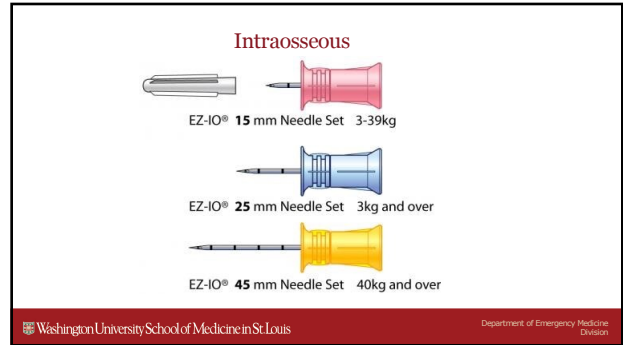 Intraosseous
EZ-IO® 15 mm Needle Set 3-39kg
EZ-IO® 25 mm Needle Set 3kg and over
EZ-IO® 45 mm Needle Set 40kg and over
Washington University School of Medicine in St. Louis
Department of Emergency Medicine
Division